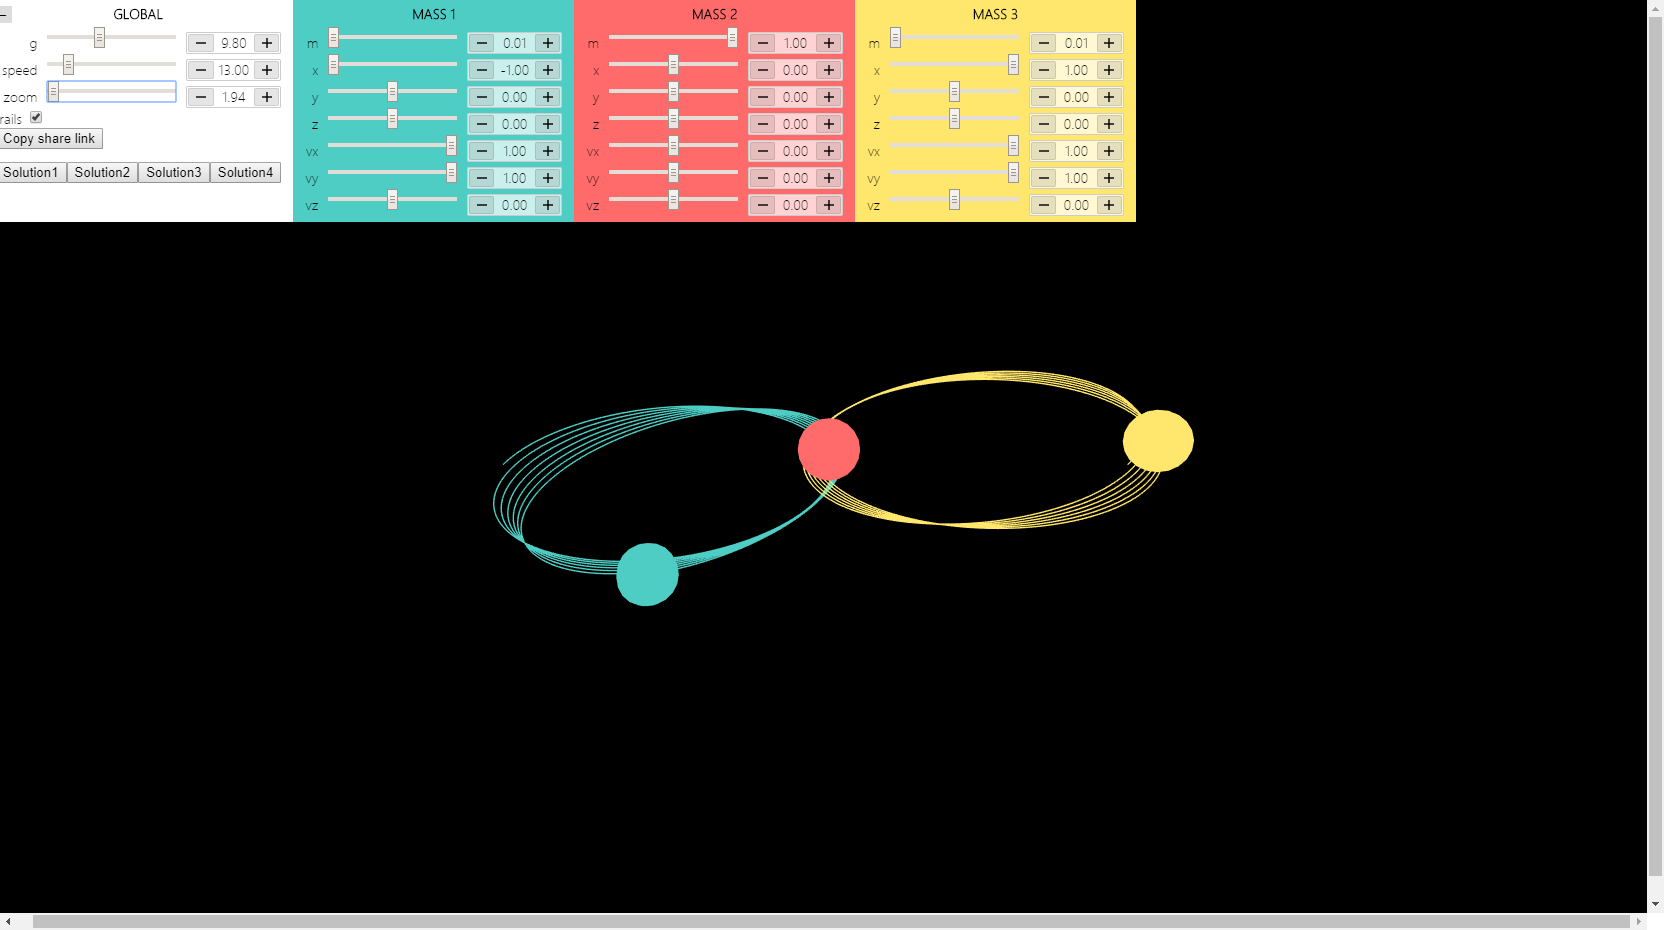 GLOBAL
g − 9.80 +
speed − 13.00 +
zoom − 1.94 +
rails
Copy share link
Solution1 Solution2 Solution3 Solution4
MASS 1
m − 0.01 +
x − -1.00 +
y − 0.00 +
z − 0.00 +
vx − 1.00 +
vy − 1.00 +
vz − 0.00 +
MASS 2
m − 1.00 +
x − 0.00 +
y − 0.00 +
z − 0.00 +
vx − 0.00 +
vy − 0.00 +
vz − 0.00 +
MASS 3
m − 0.01 +
x − 1.00 +
y − 0.00 +
z − 0.00 +
vx − 1.00 +
vy − 1.00 +
vz − 0.00 +